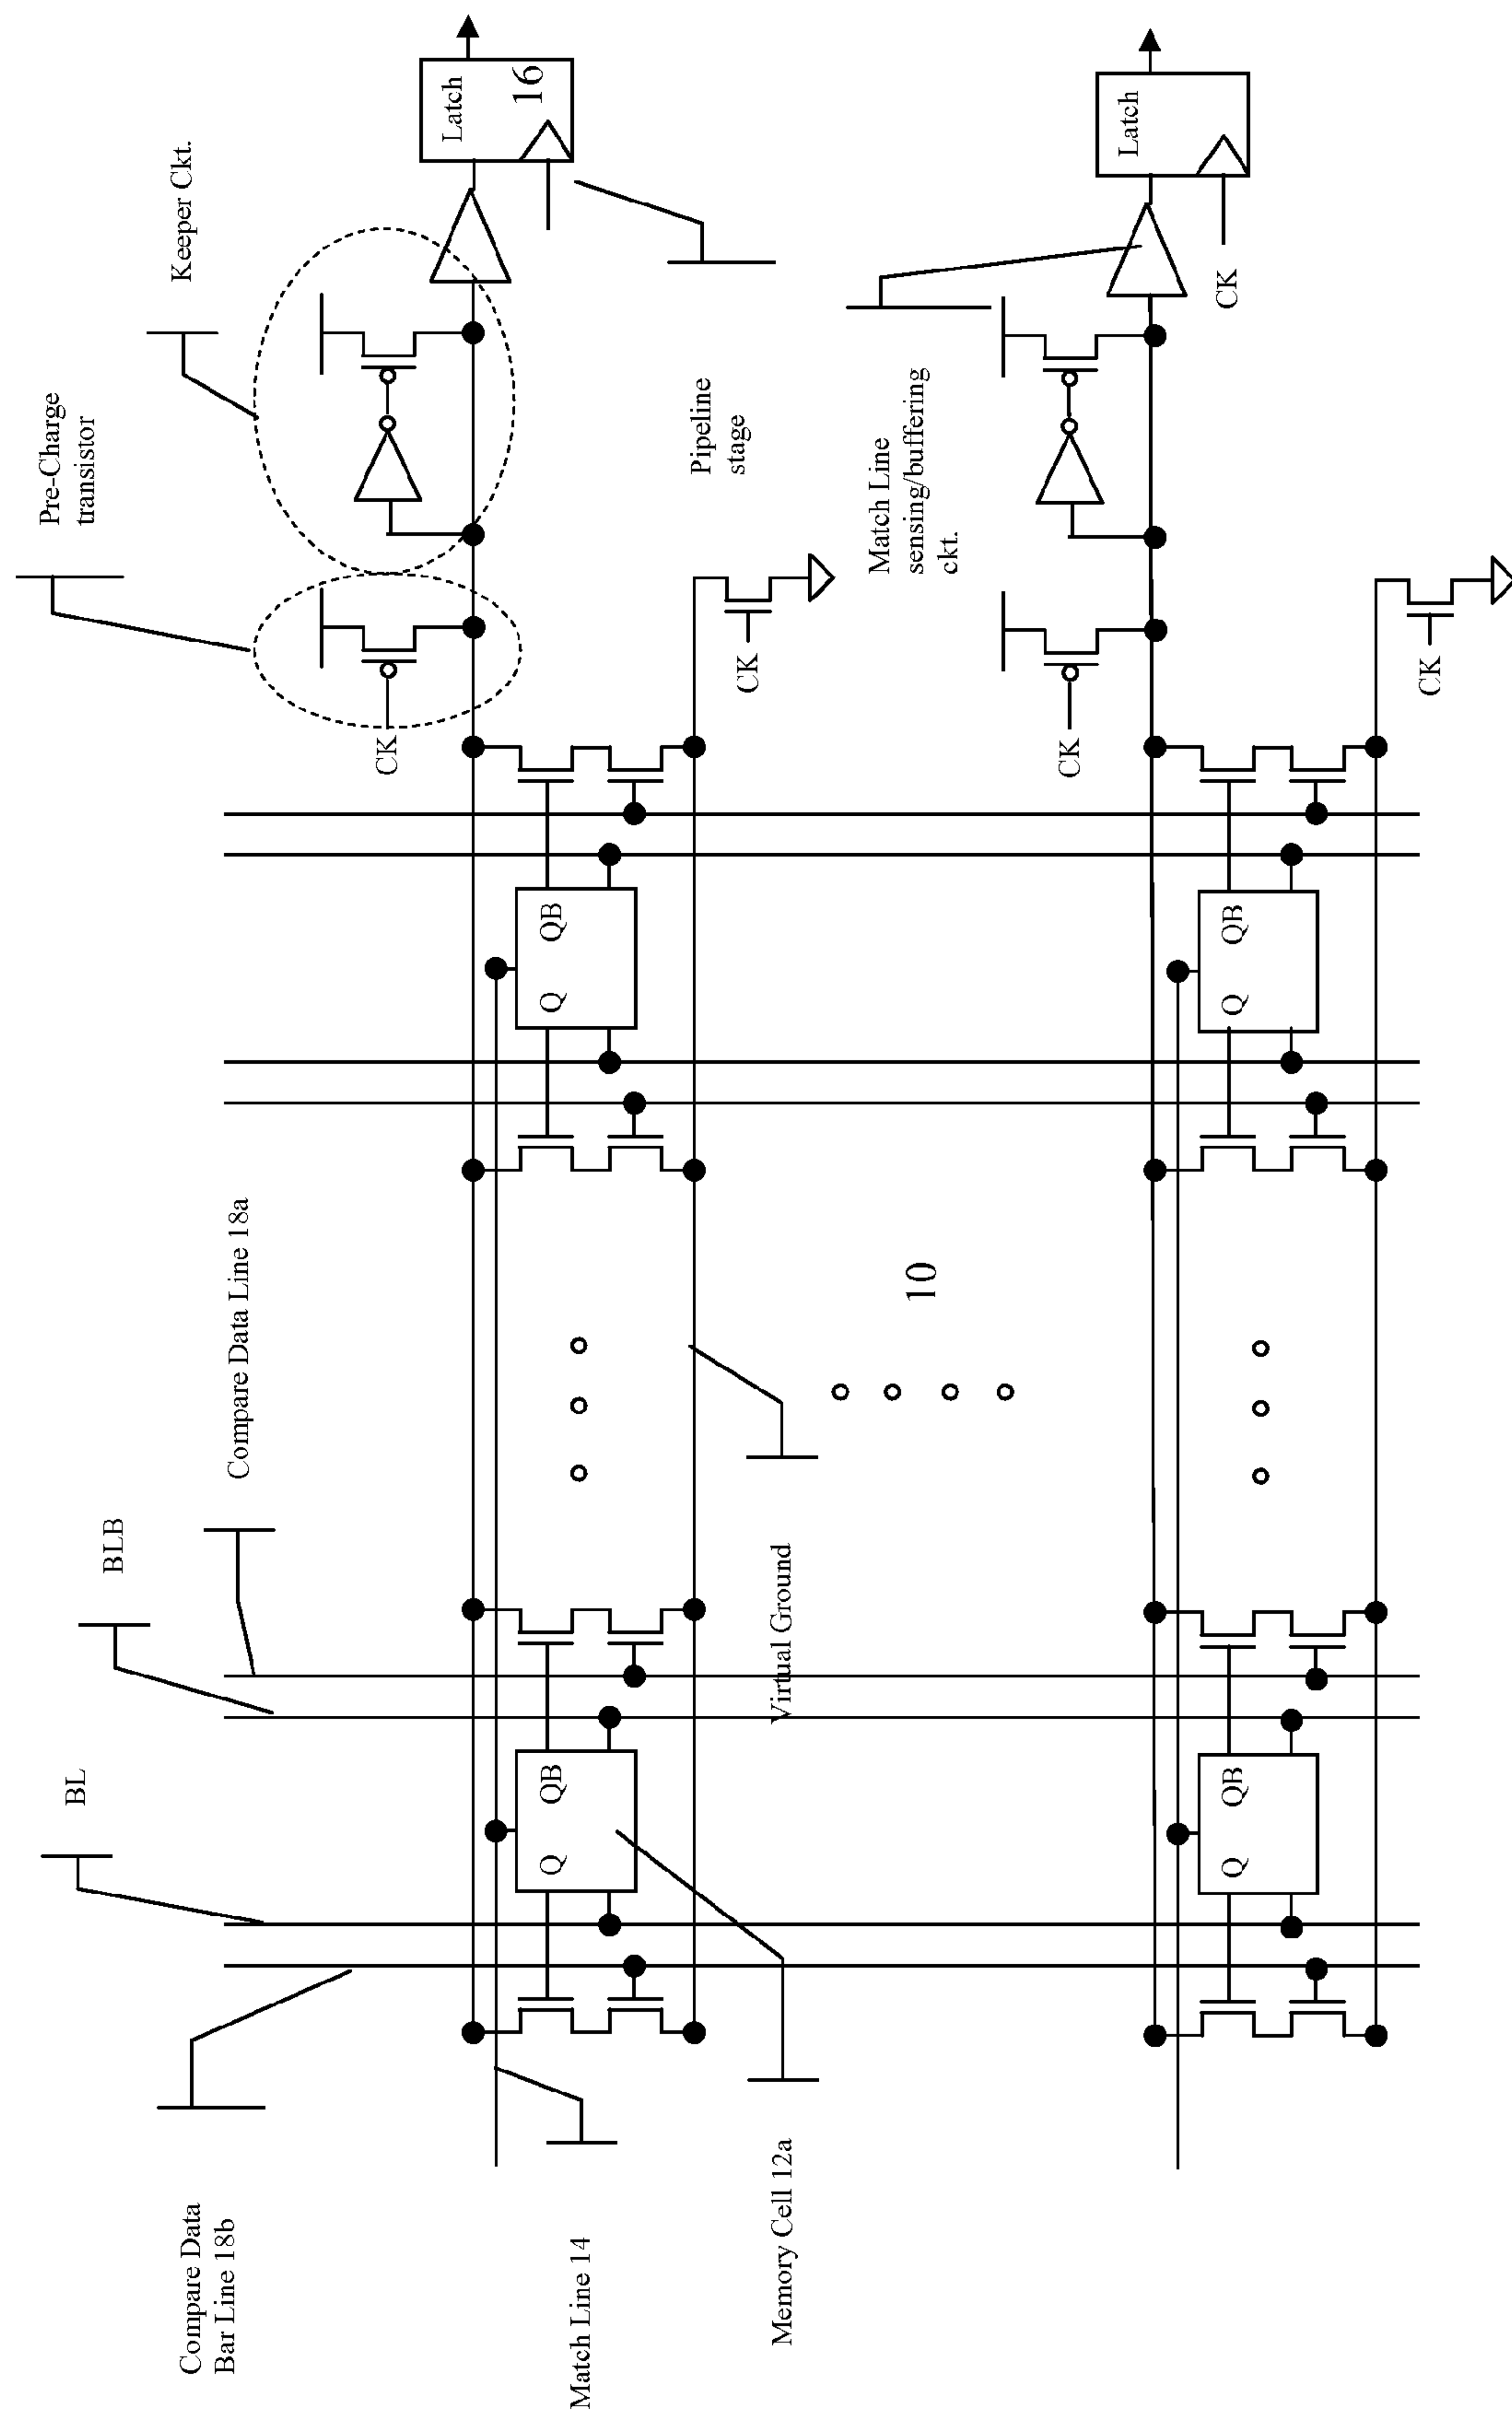 Pre-Charge
transistor
Keeper Ckt.
Latch
16
CK
Compare Data Line 18a
BLB
BL
Compare Data
Bar Line 18b
Q
QB
Q
QB
CK
Pipeline
stage
Match Line 14
Memory Cell 12a
Virtual Ground
10
Match Line
sensing/buffering
ckt.
Latch
CK
CK
Q
QB
Q
QB
CK